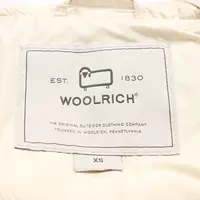 EST. 1830
WOOLRICH®
THE ORIGINAL OUTDOOR CLOTHING COMPANY
FOUNDED IN WOOLRICH, PENNSYLVANIA
XS